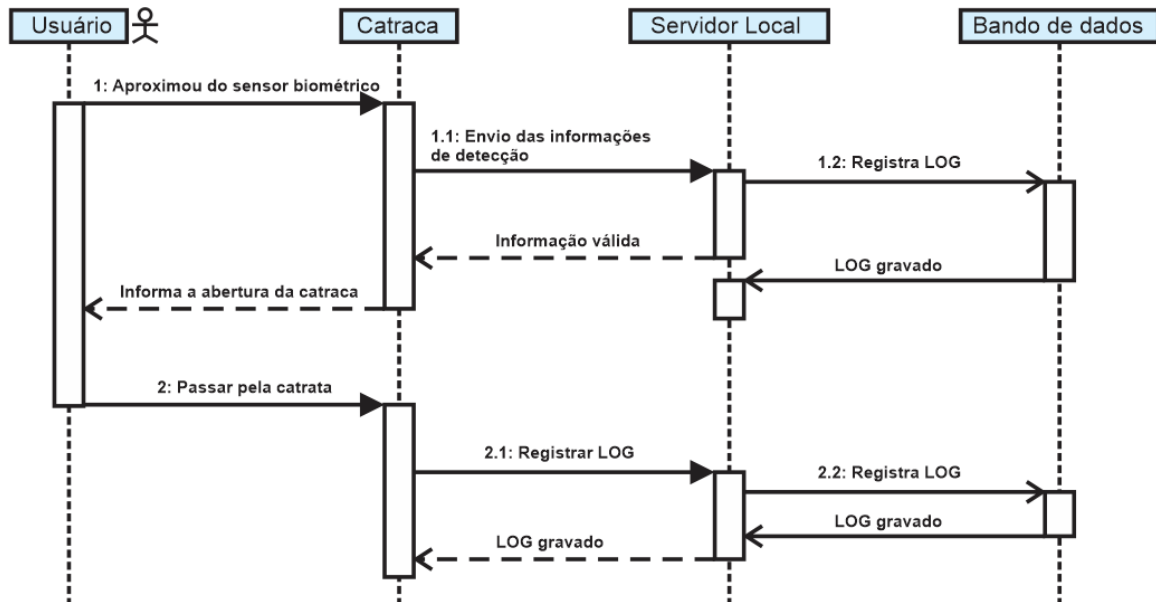 Usuário
Catraca
Servidor Local
Bando de dados
1: Aproximou do sensor biométrico
1.1: Envio das informações
de detecção
1.2: Registra LOG
Informação válida
LOG gravado
Informa a abertura da catraca
2: Passar pela catrata
2.1: Registrar LOG
2.2: Registra LOG
LOG gravado
LOG gravado